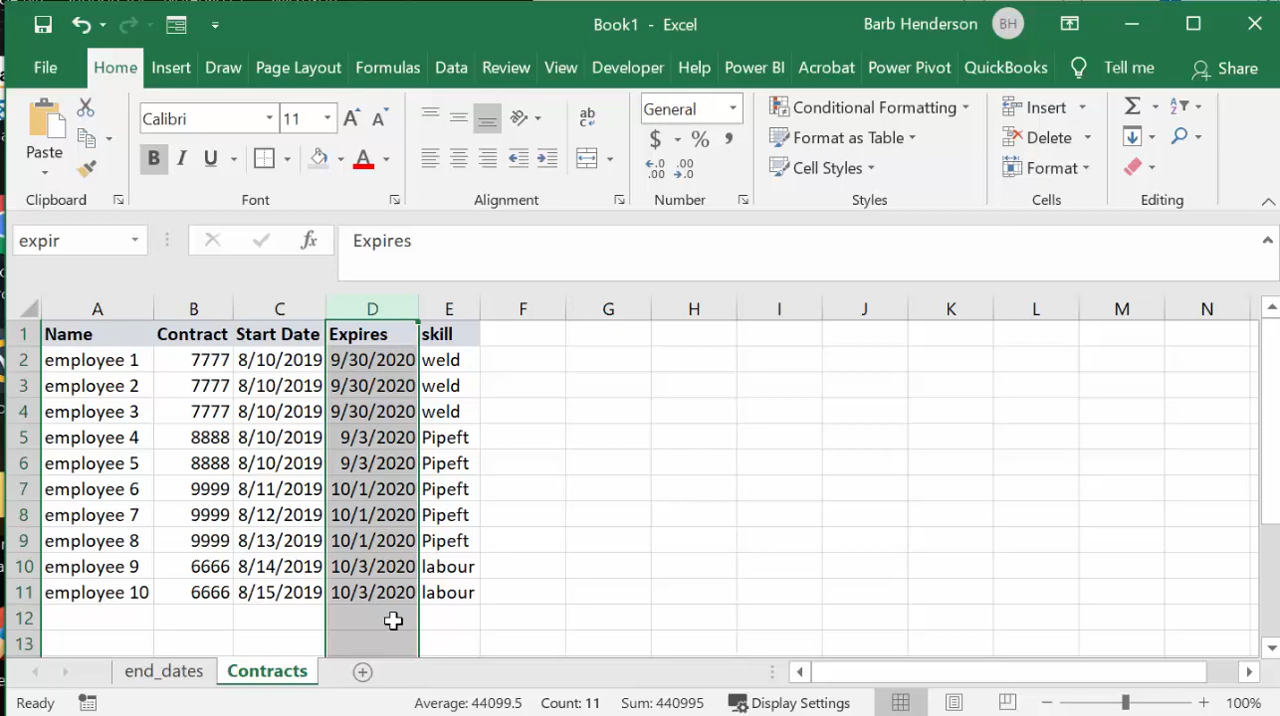 Book1 - Excel
Barb Henderson
BH
File
Home
Insert
Draw
Page Layout
Formulas
Data
Review
View
Developer
Help
Power BI
Acrobat
Power Pivot
QuickBooks
Tell me
Share
Paste
Calibri
11
B I U
ab
General
$ % ,
Conditional Formatting
Format as Table
Cell Styles
Insert
Delete
Format
Clipboard
Font
Alignment
Number
Styles
Cells
Editing
expir
fx
Expires
A B C D E F G H I J K L M N
1 Name Contract Start Date Expires skill
2 employee 1 7777 8/10/2019 9/30/2020 weld
3 employee 2 7777 8/10/2019 9/30/2020 weld
4 employee 3 7777 8/10/2019 9/30/2020 weld
5 employee 4 8888 8/10/2019 9/3/2020 Pipeft
6 employee 5 8888 8/10/2019 9/3/2020 Pipeft
7 employee 6 9999 8/11/2019 10/1/2020 Pipeft
8 employee 7 9999 8/12/2019 10/1/2020 Pipeft
9 employee 8 9999 8/13/2019 10/1/2020 Pipeft
10 employee 9 6666 8/14/2019 10/3/2020 labour
11 employee 10 6666 8/15/2019 10/3/2020 labour
12
13
end_dates
Contracts
Ready
Average: 44099.5
Count: 11
Sum: 440995
Display Settings
100%